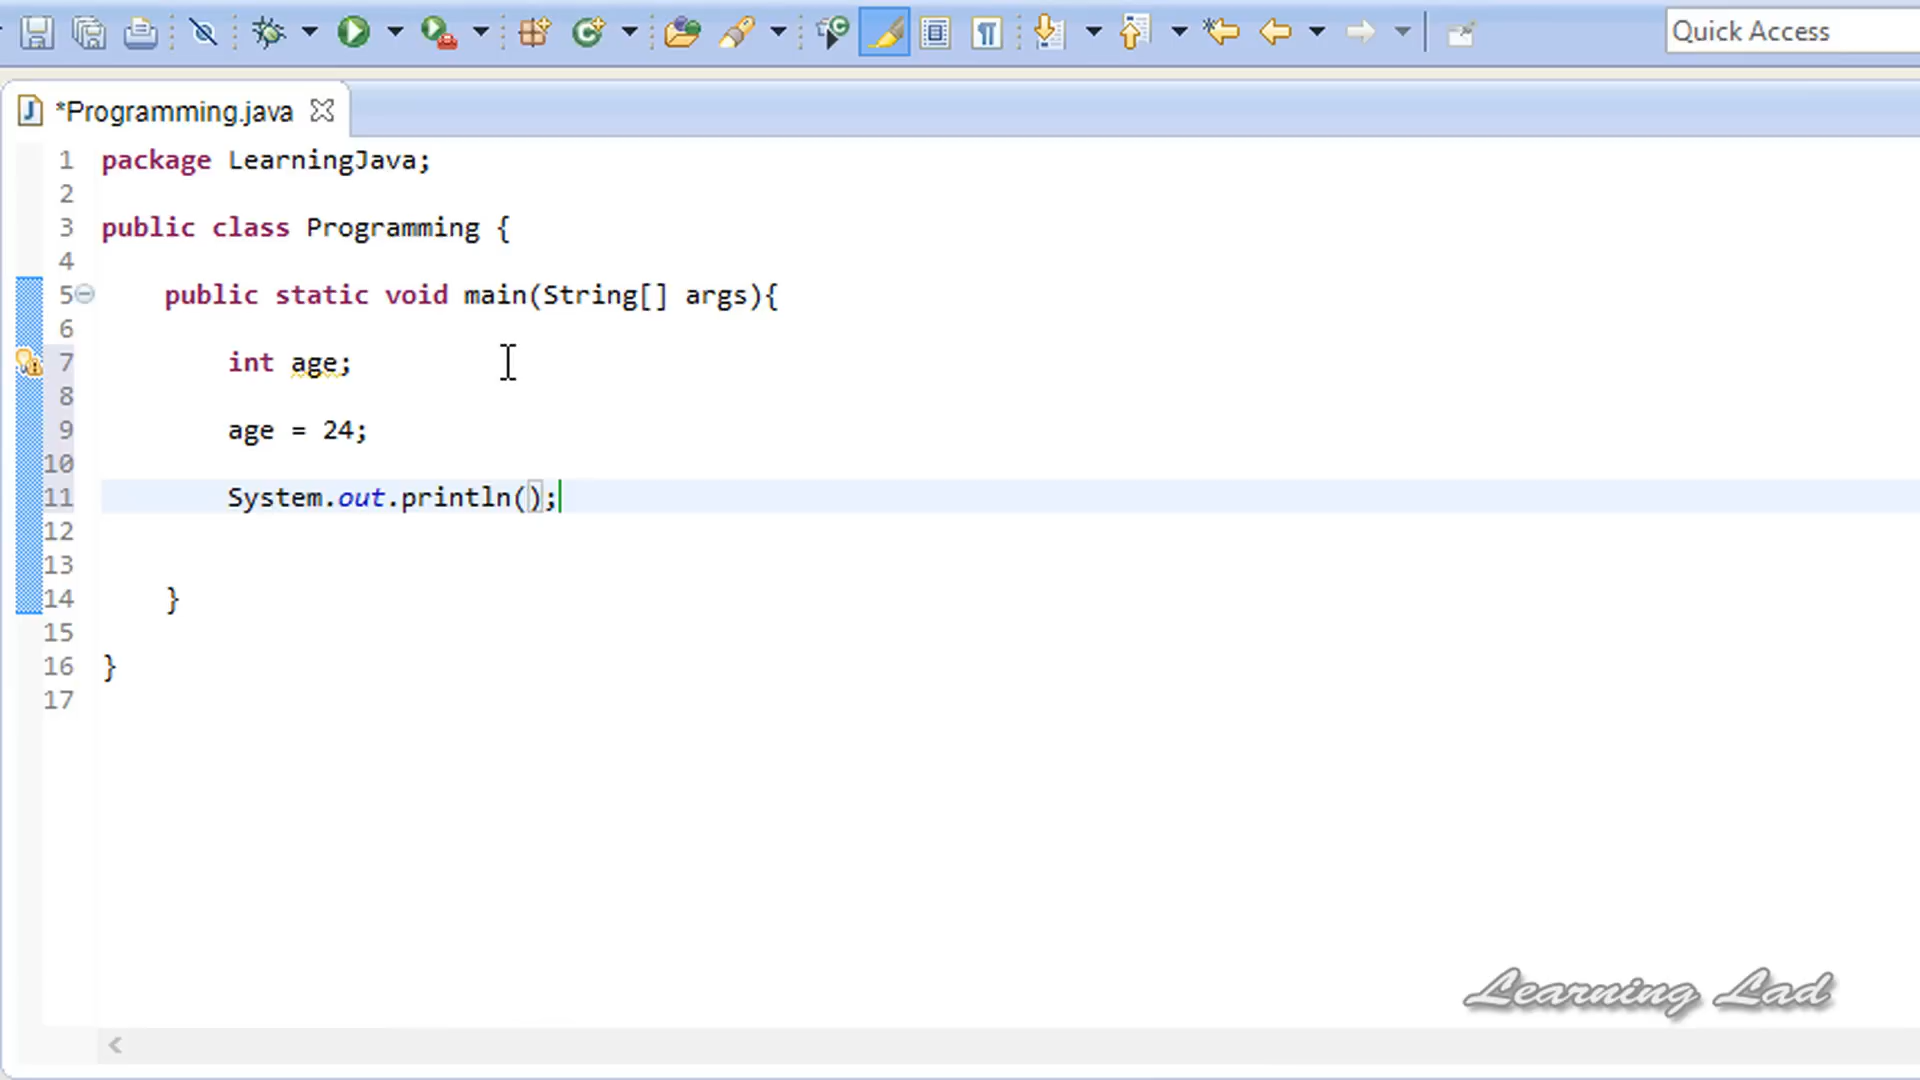 Quick Access
*Programming.java
1 package LearningJava;
2
3 public class Programming {
4
5 public static void main(String[] args){
6
7 int age;
8
9 age = 24;
10
11 System.out.println();
12
13
14 }
15
16 }
17
Learning Lad